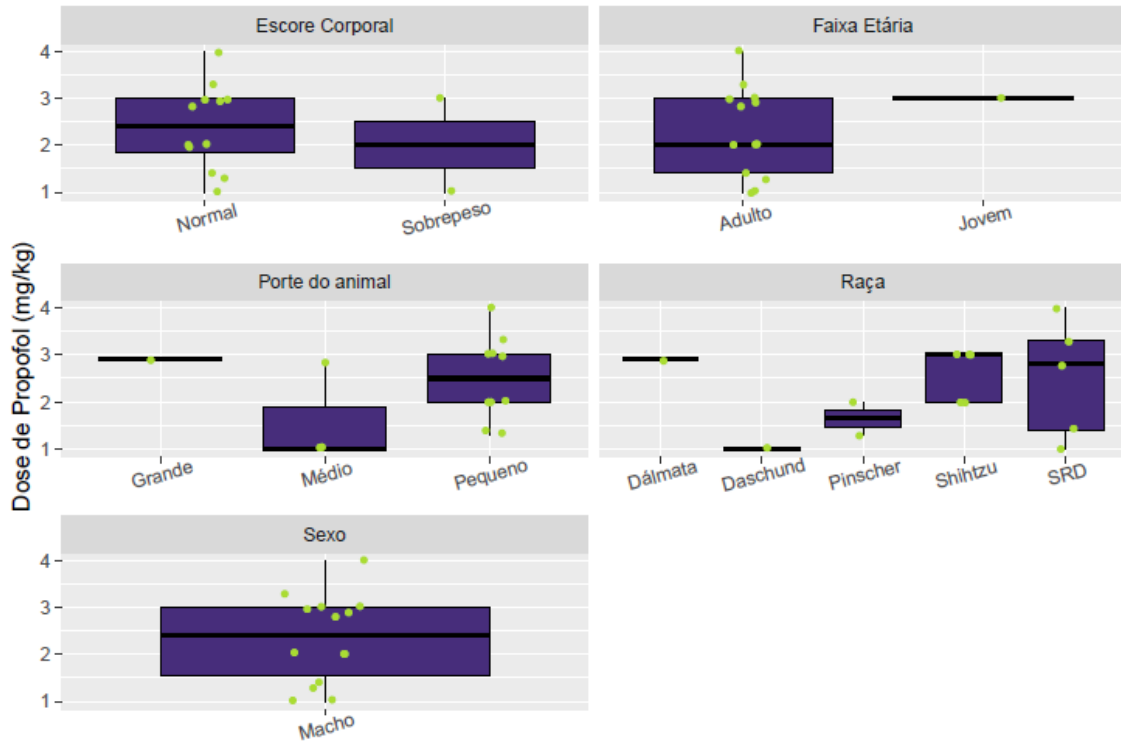 Escore Corporal
Faixa Etária
4
3
2
1
Normal
Sobrepeso
Adulto
Jovem
Dose de Propofol (mg/kg)
Porte do animal
Raça
4
3
2
1
Grande
Médio
Pequeno
Dálmata
Daschund
Pinscher
Shihtzu
SRD
Sexo
4
3
2
1
Macho